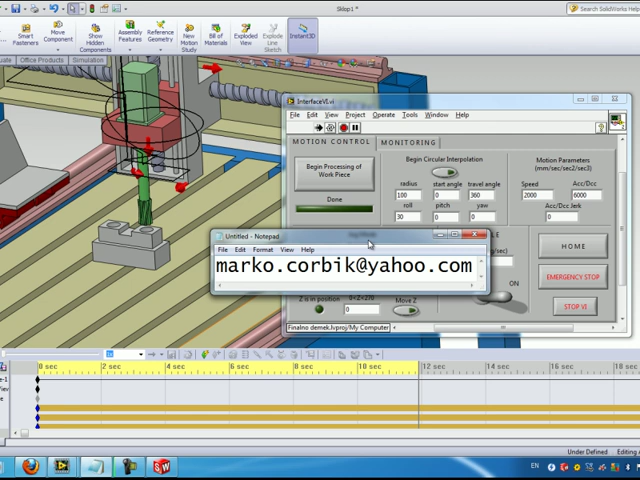 Sklop1 *
Search SolidWorks Help
Smart Fasteners
Move Component
Show Hidden Components
Assembly Features
Reference Geometry
New Motion Study
Bill of Materials
Exploded View
Explode Line Sketch
Instant3D
Office Products
Simulation
InterfaceVI.vi
File Edit View Project Operate Tools Window Help
MOTION CONTROL
MONITORING
Begin Processing of Work Piece
Done
Begin Circular Interpolation
radius
start angle
travel angle
100
0
360
roll
pitch
yaw
30
0
0
Motion Parameters
(mm/sec/sec2/sec3)
Speed
Acc/Dcc
2000
6000
Acc/Dcc Jerk
0
HOME
EMERGENCY STOP
STOP VI
ON
Untitled - Notepad
File Edit Format View Help
marko.corbik@yahoo.com
0<Z<270
Z is in position
0
Move Z
Finalno demek.lvproj/My Computer
0 sec
2 sec
4 sec
6 sec
8 sec
10 sec
12 sec
14 sec
16 sec
18 sec
Under Defined
EN